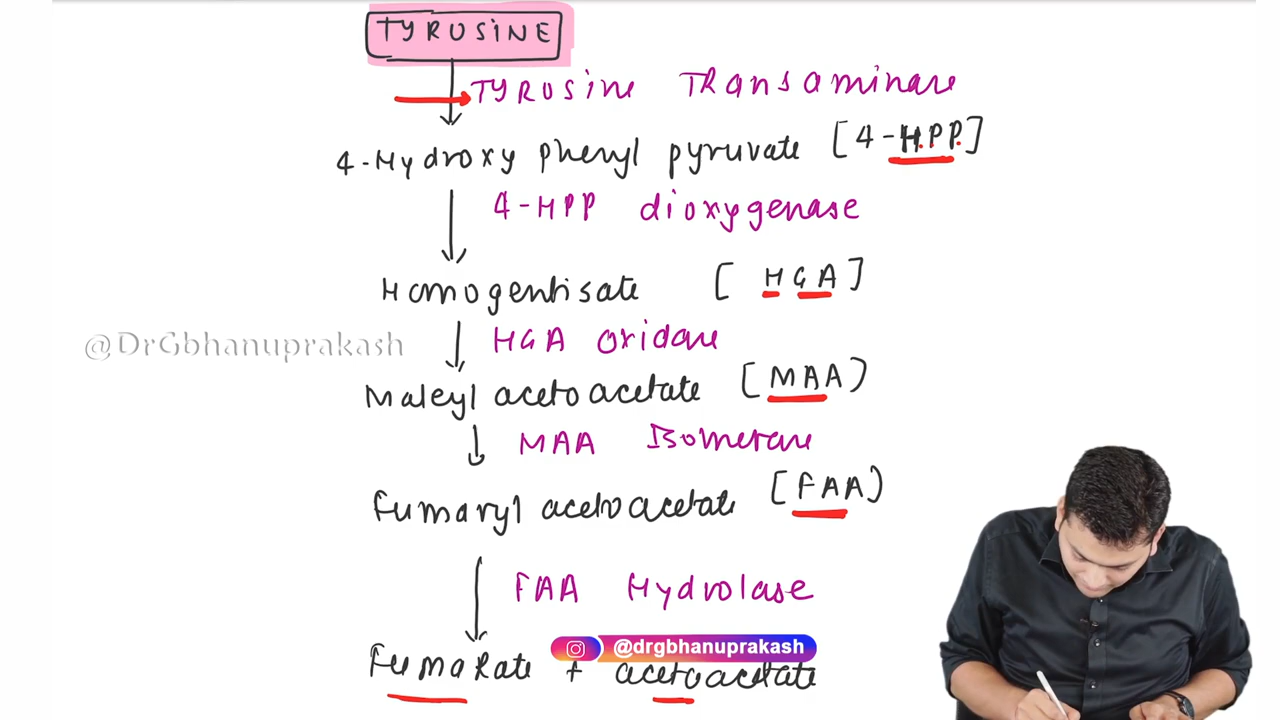 TYROSINE
TYROSine TRansaminase
4-Hydroxy phenyl pyruvate [4-HPP]
4-HPP dioxygenase
Homogentisate [HGA]
@DrGbhanuprakash
HGA oxidase
Maleyl acetoacetate [MAA]
MAA Isomerase
Fumaryl acetoacetate [FAA]
FAA Hydrolase
@drgbhanuprakash
FumaRate + acetoacetate